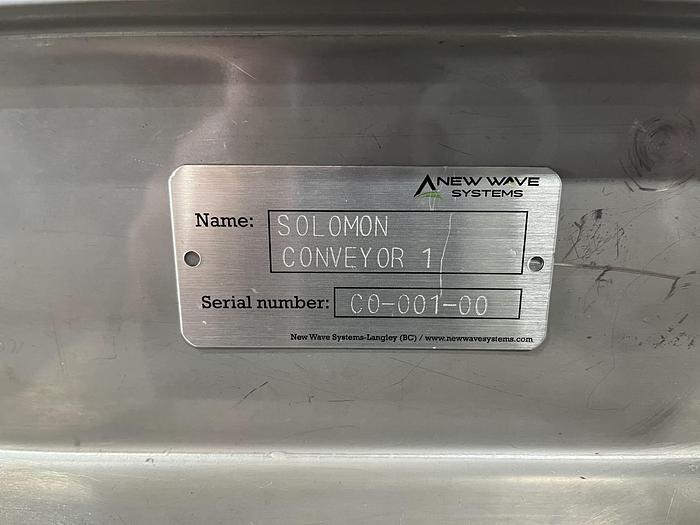 NEW WAVE
SYSTEMS
Name: SOLOMON
CONVEYOR 1
Serial number: CO-001-00
New Wave Systems-Langley (BC) / www.newwavesystems.com